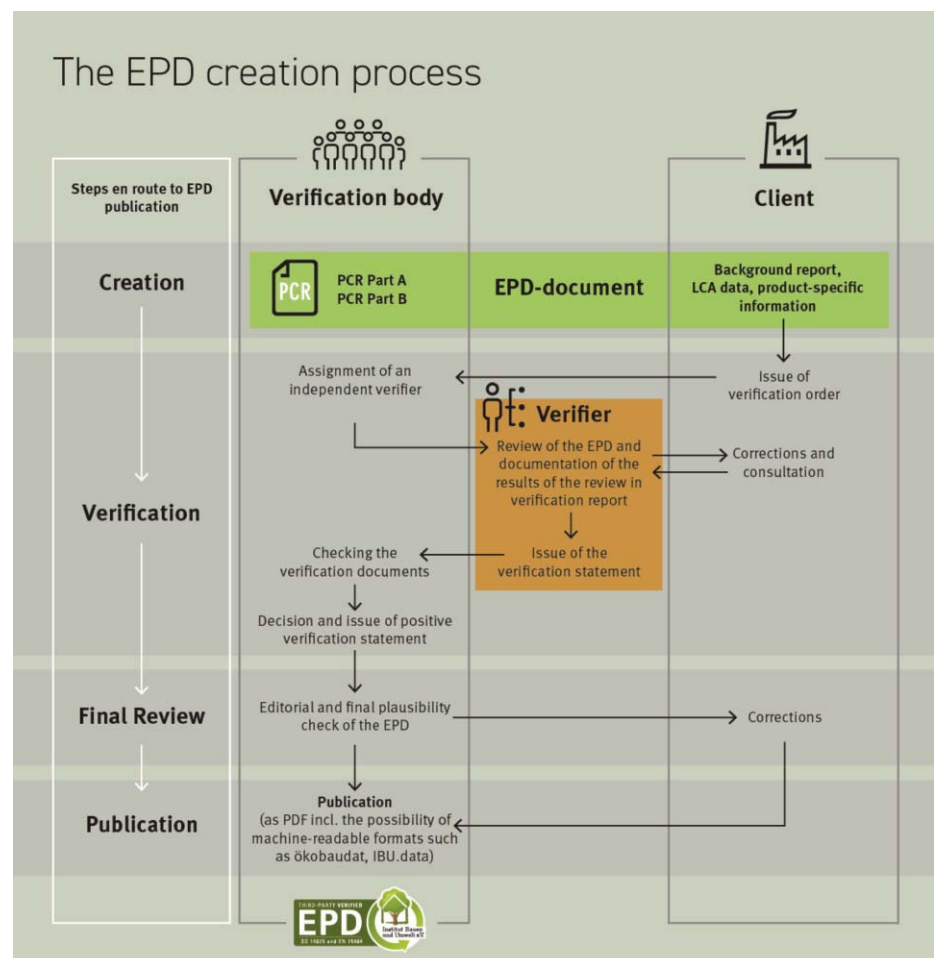 The EPD creation process
Steps en route to EPD
publication
Verification body
Client
Creation
PCR
PCR Part A
PCR Part B
EPD-document
Background report,
LCA data, product-specific
information
Assignment of an
independent verifier
Issue of
verification order
Verifier
Review of the EPD and
documentation of the
results of the review in
verification report
Corrections and
consultation
Verification
Checking the
verification documents
Issue of the
verification statement
Decision and issue of positive
verification statement
Final Review
Editorial and final plausibility
check of the EPD
Corrections
Publication
Publication
(as PDF incl. the possibility of
machine-readable formats such
as ökobaudat, IBU.data)
THIRD-PARTY VERIFIED
EPD
Institut Bauen
und Umwelt e.V.